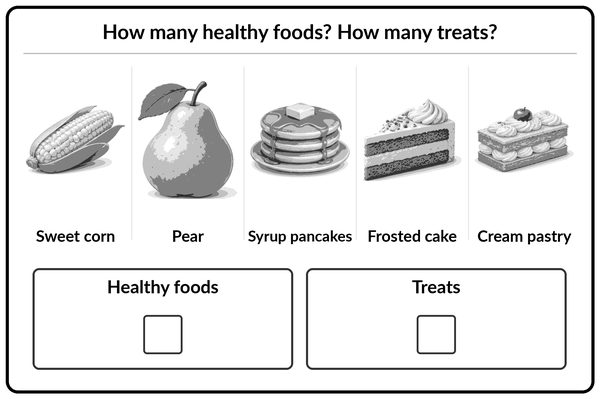 How many healthy foods? How many treats?
Sweet corn
Pear
Syrup pancakes
Frosted cake
Cream pastry
Healthy foods
Treats